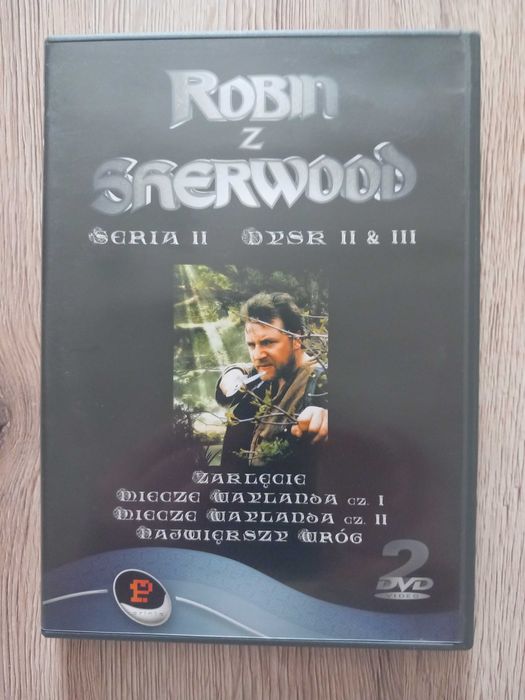 ROBIN
Z
SHERWOOD
SERIA II DYSK II & III
ZAKLĘCIE
MIECZE WAYLANDA CZ. I
MIECZE WAYLANDA CZ. II
NAJWIĘKSZY WRÓG
2
DVD
VIDEO